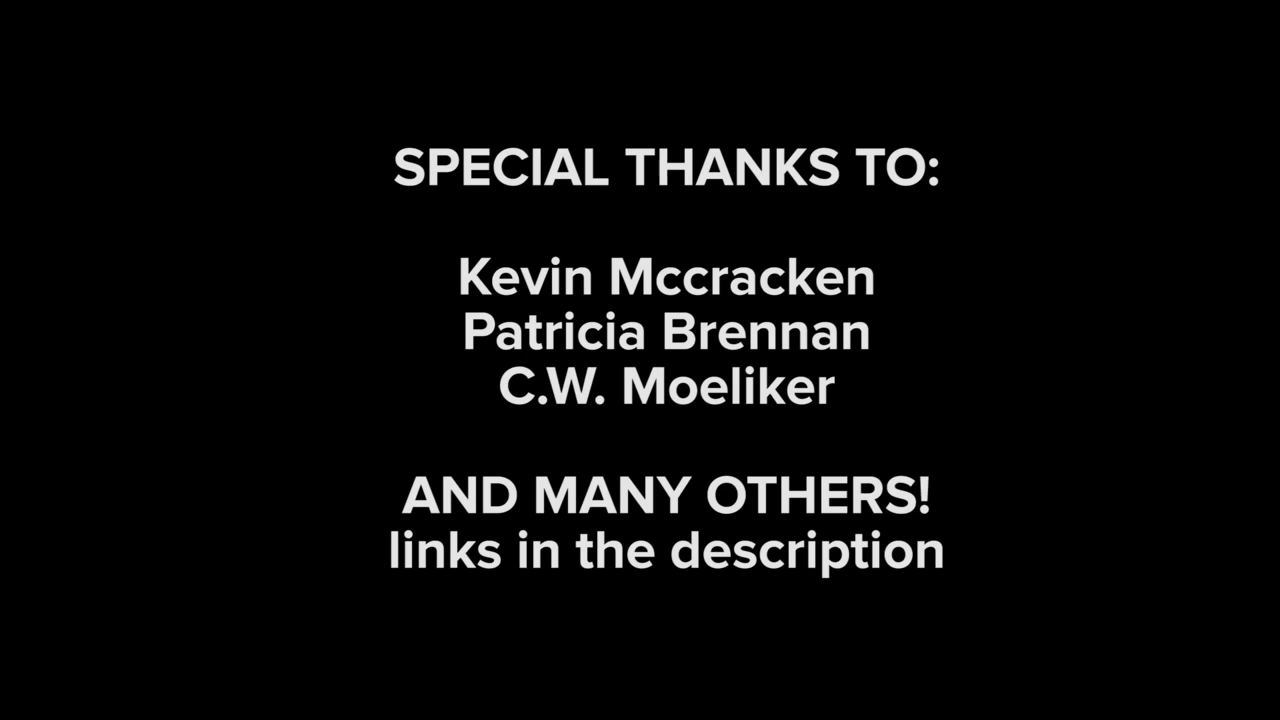 SPECIAL THANKS TO:
Kevin Mccracken
Patricia Brennan
C.W. Moeliker
AND MANY OTHERS!
links in the description